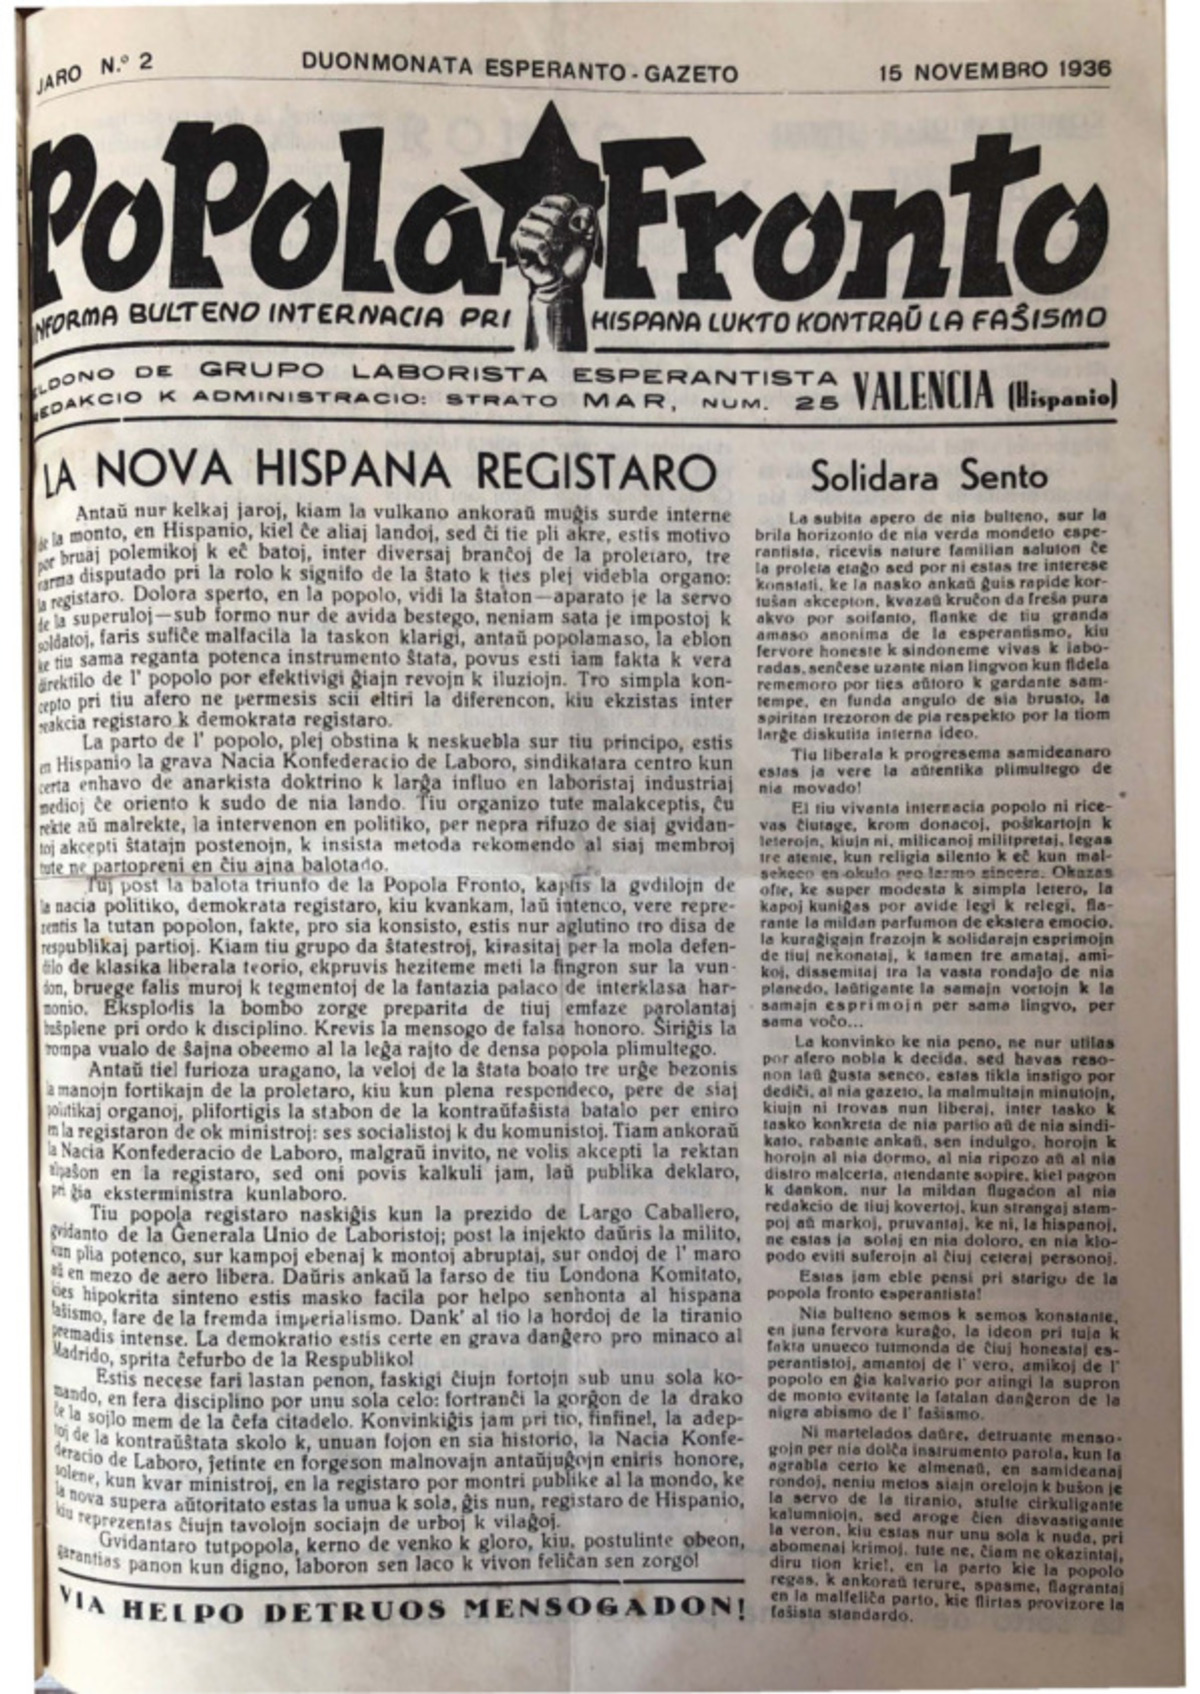 JARO N.º 2
DUONMONATA ESPERANTO-GAZETO
15 NOVEMBRO 1936
PoPola Fronto
INFORMA BULTENO INTERNACIA PRI HISPANA LUKTO KONTRAŬ LA FAŜISMO
ELDONO DE GRUPO LABORISTA ESPERANTISTA
REDAKCIO K ADMINISTRACIO: STRATO MAR, NUM. 25
VALENCIA (Hispanio)
LA NOVA HISPANA REGISTARO
Antaŭ nur kelkaj jaroj, kiam la vulkano ankoraŭ muĝis surde interne
de la monto, en Hispanio, kiel ĉe aliaj landoj, sed ĉi tie pli akre, estis motivo
por bruaj polemikoj k eĉ batoj, inter diversaj branĉoj de la proletaro, tre
varma disputado pri la rolo k signifo de la ŝtato k ties plej videbla organo:
la registaro. Dolora sperto, en la popolo, vidi la ŝtaton—aparato je la servo
de la superuloj—sub formo nur de avida bestego, neniam sata je impostoj k
soldatoj, faris sufiĉe malfacila la taskon klarigi, antaŭ popolamaso, la eblon
ke tiu sama reganta potenca instrumento ŝtata, povus esti iam fakta k vera
direktilo de l' popolo por efektivigi ĝiajn revojn k iluziojn. Tro simpla kon-
cepto pri tiu afero ne permesis scii eltiri la diferencon, kiu ekzistas inter
reakcia registaro k demokrata registaro.
La parto de l' popolo, plej obstina k neskuebla sur tiu principo, estis
en Hispanio la grava Nacia Konfederacio de Laboro, sindikatara centro kun
certa enhavo de anarkista doktrino k larĝa influo en laboristaj industriaj
medioj ĉe oriento k sudo de nia lando. Tiu organizo tute malakceptis, ĉu
rekte aŭ malrekte, la intervenon en politiko, per nepra rifuzo de siaj gvidan-
toj akcepti ŝtatajn postenojn, k insista metoda rekomendo al siaj membroj
tute ne partopreni en ĉiu ajna balotado.
Tuj post la balota triunfo de la Popola Fronto, kaptis la gvdilojn de
la nacia politiko, demokrata registaro, kiu kvankam, laŭ intenco, vere repre-
zentis la tutan popolon, fakte, pro sia konsisto, estis nur aglutino tro disa de
respublikaj partioj. Kiam tiu grupo da ŝtatestroj, kirasitaj per la mola defen-
dilo de klasika liberala teorio, ekpruvis heziteme meti la fingron sur la vun-
don, bruege falis muroj k tegmentoj de la fantazia palaco de interklasa har-
monio. Eksplodis la bombo zorge preparita de tiuj emfaze parolantaj
buŝplene pri ordo k disciplino. Krevis la mensogo de falsa honoro. Ŝiriĝis la
trompa vualo de ŝajna obeemo al la leĝa rajto de densa popola plimultego.
Antaŭ tiel furioza uragano, la veloj de la ŝtata boato tre urĝe bezonis
la manojn fortikajn de la proletaro, kiu kun plena respondeco, pere de siaj
politikaj organoj, plifortigis la stabon de la kontraŭfaŝista batalo per eniro
en la registaron de ok ministroj: ses socialistoj k du komunistoj. Tiam ankoraŭ
la Nacia Konfederacio de Laboro, malgraŭ invito, ne volis akcepti la rektan
alpaŝon en la registaro, sed oni povis kalkuli jam, laŭ publika deklaro,
pri ĝia eksterministra kunlaboro.
Tiu popola registaro naskiĝis kun la prezido de Largo Caballero,
gvidanto de la Ĝenerala Unio de Laboristoj; post la injekto daŭris la milito,
kun plia potenco, sur kampoj ebenaj k montoj abruptaj, sur ondoj de l' maro
aŭ en mezo de aero libera. Daŭris ankaŭ la farso de tiu Londona Komitato,
kies hipokrita sinteno estis masko facila por helpo senhonta al hispana
faŝismo, fare de la fremda imperialismo. Dank' al tio la hordoj de la tiranio
premadis intense. La demokratio estis certe en grava danĝero pro minaco al
Madrido, sprita ĉefurbo de la Respubliko!
Estis necese fari lastan penon, faskigi ĉiujn fortojn sub unu sola ko-
mando, en fera disciplino por unu sola celo: fortranĉi la gorĝon de la drako
ĉe la sojlo mem de la ĉefa citadelo. Konvinkiĝis jam pri tio, finfine!, la adep-
toj de la kontraŭŝtata skolo k, unuan fojon en sia historio, la Nacia Konfe-
deracio de Laboro, jetinte en forgeson malnovajn antaŭjuĝojn eniris honore,
solene, kun kvar ministroj, en la registaro por montri publike al la mondo, ke
la nova supera aŭtoritato estas la unua k sola, ĝis nun, registaro de Hispanio,
kiu reprezentas ĉiujn tavolojn sociajn de urboj k vilaĝoj.
Gvidantaro tutpopola, kerno de venko k gloro, kiu, postulinte obeon,
garantias panon kun digno, laboron sen laco k vivon feliĉan sen zorgo!
VIA HELPO DETRUOS MENSOGADON!
Solidara Sento
La subita apero de nia bulteno, sur la
brila horizonto de nia verda mondeto espe-
rantista, ricevis nature familian saluton ĉe
la proleta etaĝo sed por ni estas tre interese
konstati, ke la nasko ankaŭ ĝuis rapide kor-
tuŝan akcepton, kvazaŭ kruĉon da freŝa pura
akvo por soifanto, flanke de tiu granda
amaso anonima de la esperantismo, kiu
fervore honeste k sindoneme vivas k labo-
radas, senĉese uzante nian lingvon kun fidela
rememoro por ties aŭtoro k gardante sam-
tempe, en funda angulo de sia brusto, la
spiritan trezoron de pia respekto por la tiom
larĝe diskutita interna ideo.
Tiu liberala k progresema samideanaro
estas ja vere la aŭtentika plimultego de
nia movado!
El tiu vivanta internacia popolo ni rice-
vas ĉiutage, krom donacoj, poŝtkartojn k
leterojn, kiujn ni, milicanoj militpretaj, legas
tre atente, kun religia silento k eĉ kun mal-
sekeco en okulo pro larmo sincera. Okazas
ofte, ke super modesta k simpla letero, la
kapoj kuniĝas por avide legi k relegi, fla-
rante la mildan parfumon de ekstera emocio,
la kuraĝigajn frazojn k solidarajn esprimojn
de tiuj nekonataj, k tamen tre amataj, ami-
koj, dissemitaj tra la vasta rondaĵo de nia
planedo, laŭtigante la samajn vortojn k la
samajn esprimojn per sama lingvo, per
sama voĉo...
La konvinko ke nia peno, ne nur utilas
por afero nobla k decida, sed havas reso-
non laŭ ĝusta senco, estas tikla instigo por
dediĉi, al nia gazeto, la malmultajn minutojn,
kiujn ni trovas nun liberaj, inter tasko k
tasko konkreta de nia partio aŭ de nia sindi-
kato, rabante ankaŭ, sen indulgo, horojn k
horojn al nia dormo, al nia ripozo aŭ al nia
distro malcerta, atendante sopire, kiel pagon
k dankon, nur la mildan flugadon al nia
redakcio de tiuj kovertoj, kun strangaj stam-
poj aŭ markoj, pruvantaj, ke ni, la hispanoj,
ne estas ja solaj en nia doloro, en nia klo-
podo eviti suferojn al ĉiuj ceteraj personoj.
Estas jam eble pensi pri starigo de la
popola fronto esperantista!
Nia bulteno semos k semos konstante,
en juna fervora kuraĝo, la ideon pri tuja k
fakta unueco tutmonda de ĉiuj honestaj es-
perantistoj, amantoj de l' vero, amikoj de l'
popolo en ĝia kalvario por atingi la supron
de monto evitante la fatalan danĝeron de la
nigra abismo de l' faŝismo.
Ni martelados daŭre, detruante menso-
gojn per nia dolĉa instrumento parola, kun la
agrabla certo ke almenaŭ, en samideanaj
rondoj, neniu metos siajn orelojn k buŝon je
la servo de la tiranio, stulte cirkuligante
kalumniojn, sed aroge ĉien disvastigante
la veron, kiu estas nur unu sola k nuda, pri
abomenaj krimoj, tute ne, ĉiam ne okazintaj,
diru tion krie!, en la parto kie la popolo
regas, k ankoraŭ terure, spasme, flagrantaj
en la malfeliĉa parto, kie flirtas provizore la
faŝista standardo.